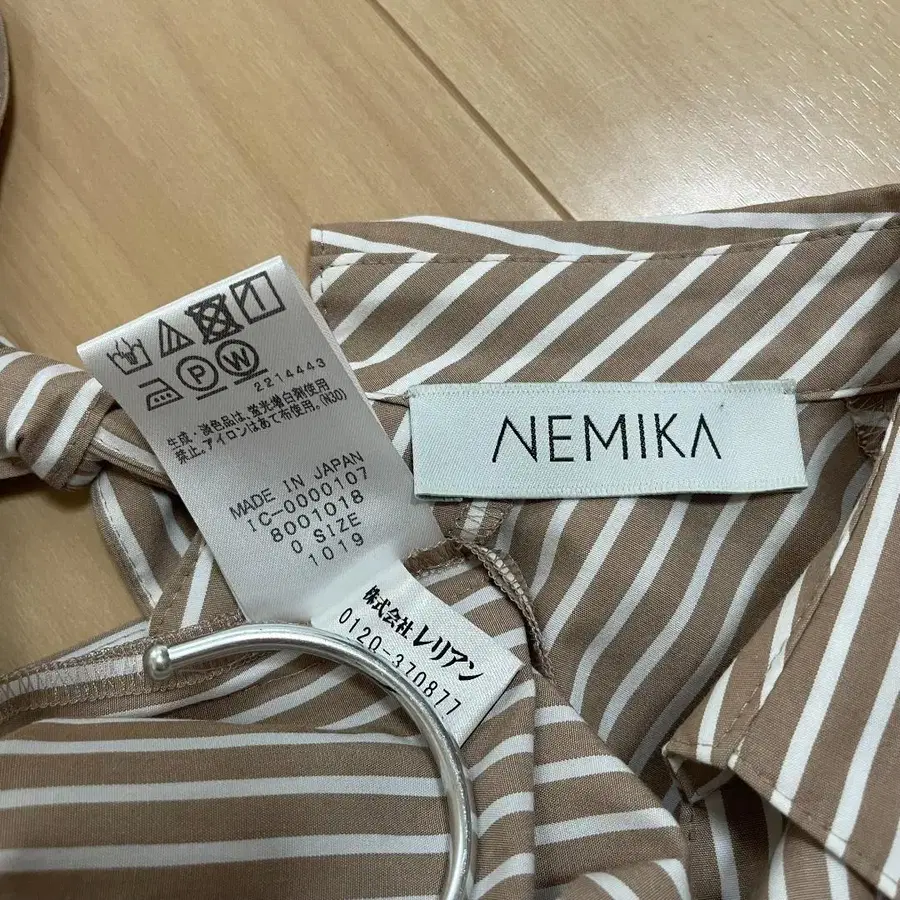 P W
2214443
生成・淡色品は、蛍光増白剤使用
禁止。アイロンはあて布使用。(N30)
MADE IN JAPAN
IC-0000107
8001018
0 SIZE
1019
株式会社 レリアン
0120-370877
NEMIKA